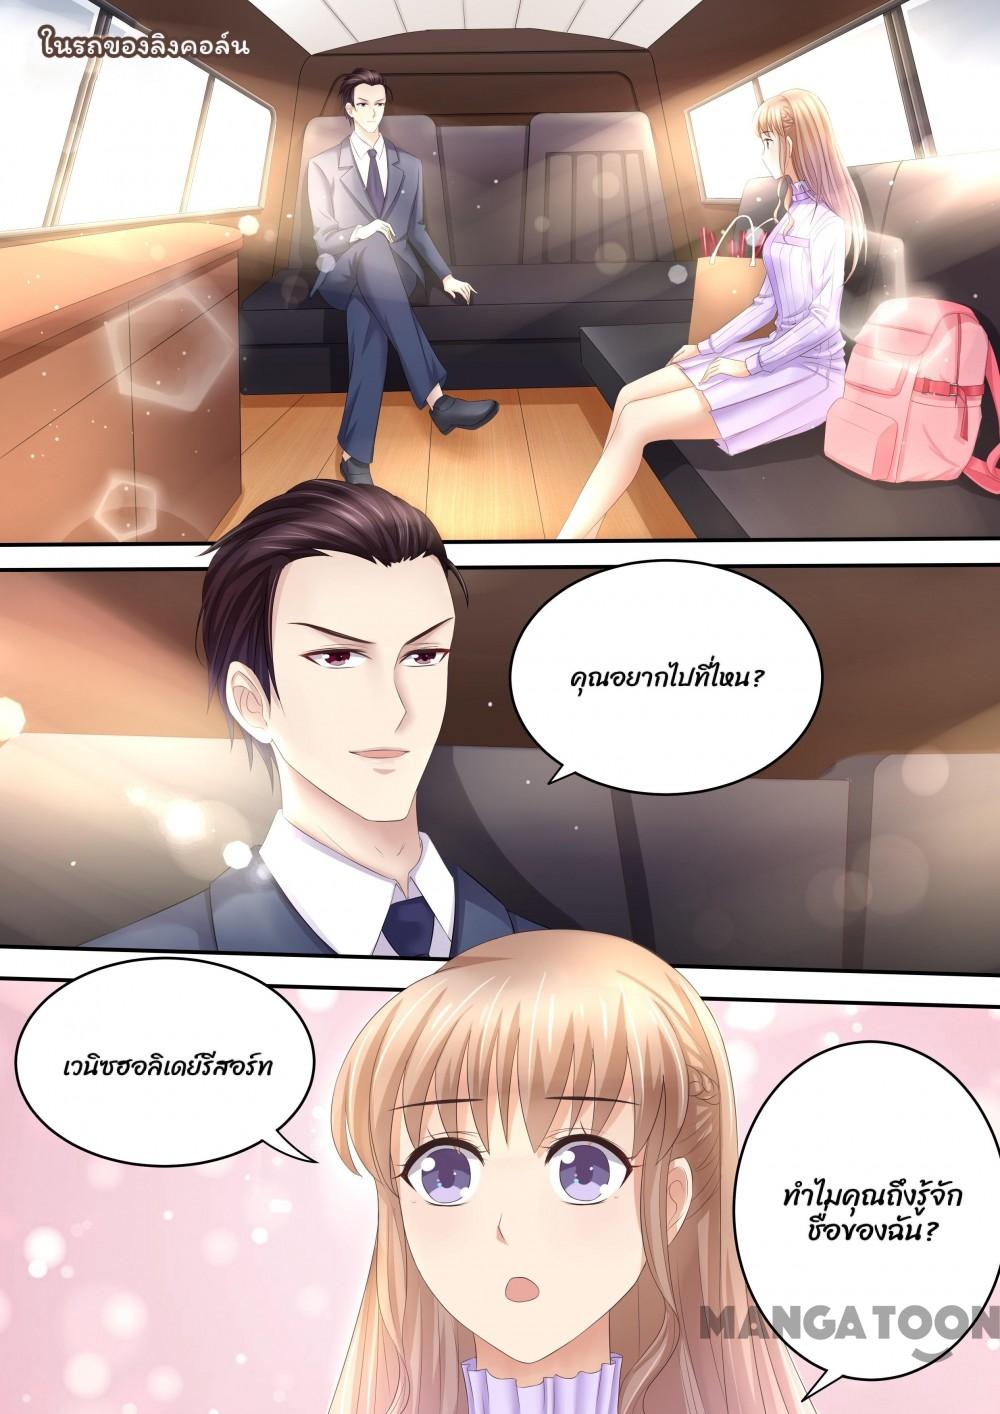 ในรถของลิงคอล์น
คุณอยากไปที่ไหน?
เวนิซฮอลิเดย์รีสอร์ท
ทำไมคุณถึงรู้จัก
ชื่อของฉัน?
MANGATOON